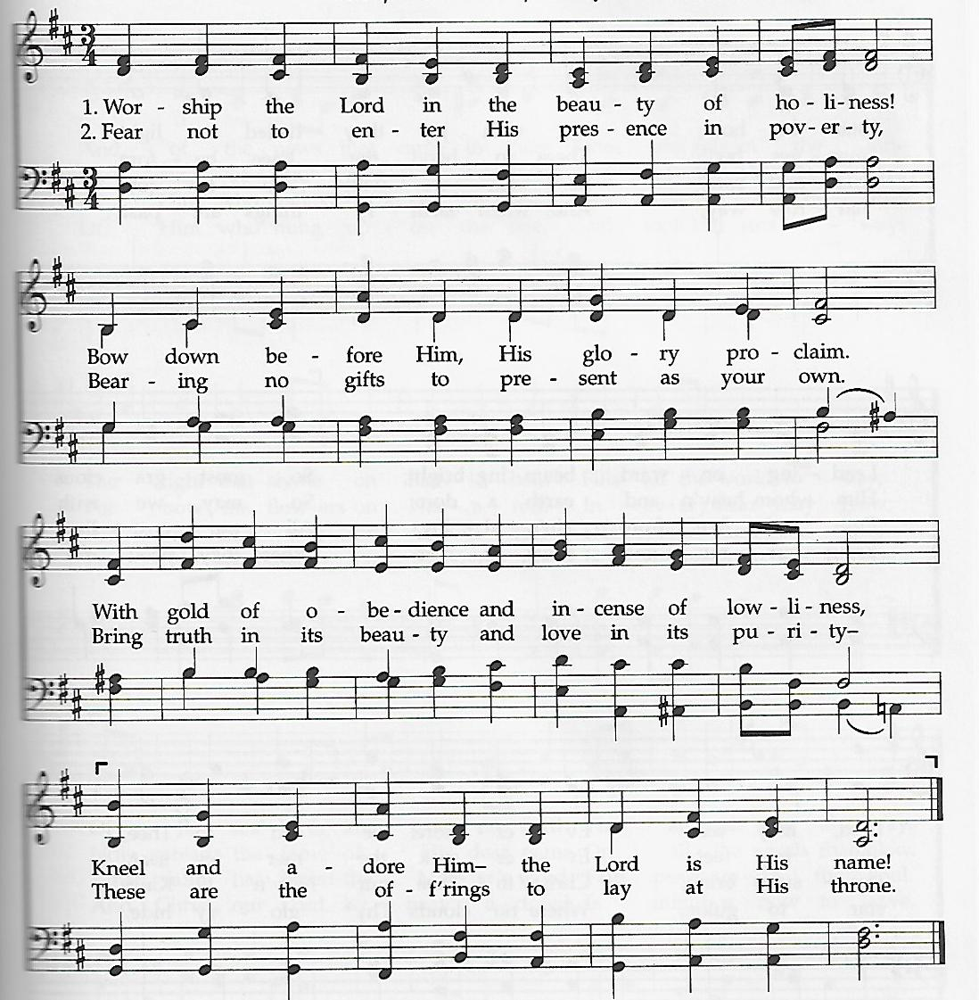 1. Wor - ship the Lord in the beau - ty of ho - li- ness!
2. Fear not to en - ter His pres - ence in pov - er - ty,
Bow down be - fore Him, His glo - ry pro - claim.
Bear - ing no gifts to pre - sent as your own.
With gold of o - be - dience and in - cense of low - li - ness,
Bring truth in its beau - ty and love in its pu - ri - ty–
Kneel and a - dore Him– the Lord is His name!
These are the of - f'rings to lay at His throne.